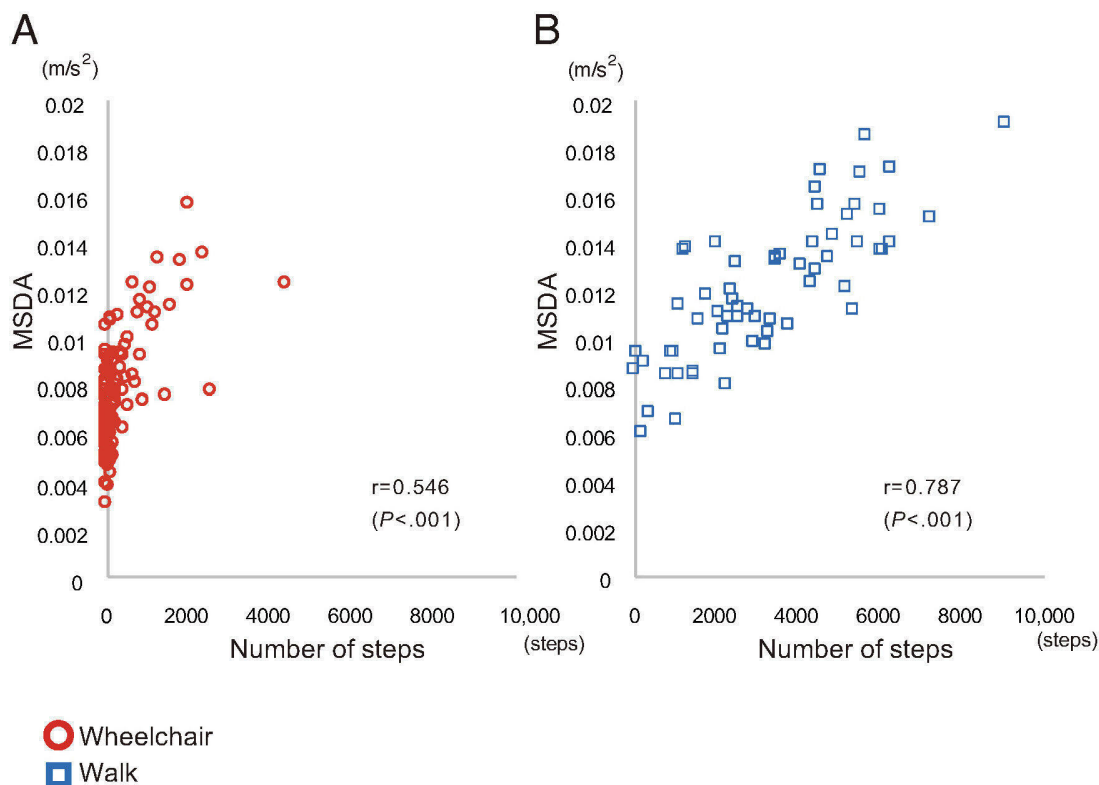 A
(m/s²)
0.02
0.018
0.016
0.014
0.012
0.01
0.008
0.006
0.004
0.002
0
MSDA
r=0.546
(P<.001)
0 2000 4000 6000 8000 10,000
Number of steps
(steps)
B
(m/s²)
0.02
0.018
0.016
0.014
0.012
0.01
0.008
0.006
0.004
0.002
0
MSDA
r=0.787
(P<.001)
0 2000 4000 6000 8000 10,000
Number of steps
(steps)
Wheelchair
Walk